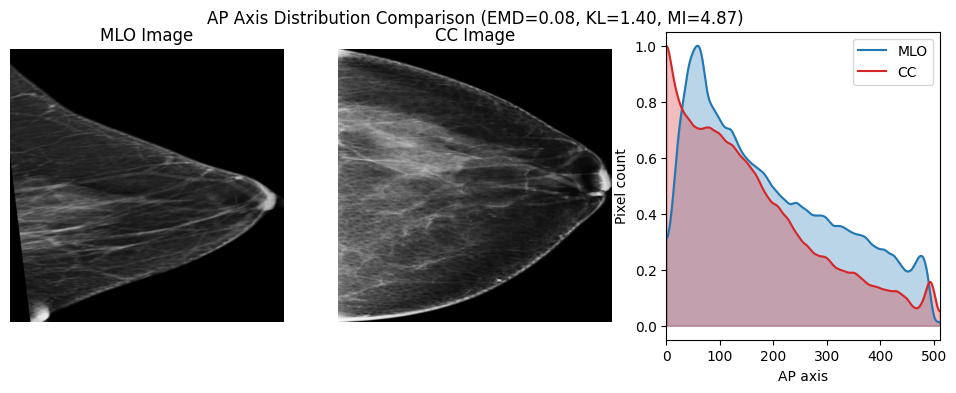 AP Axis Distribution Comparison (EMD=0.08, KL=1.40, MI=4.87)
MLO Image
CC Image
MLO
CC
1.0
0.8
0.6
0.4
0.2
0.0
Pixel count
0 100 200 300 400 500
AP axis